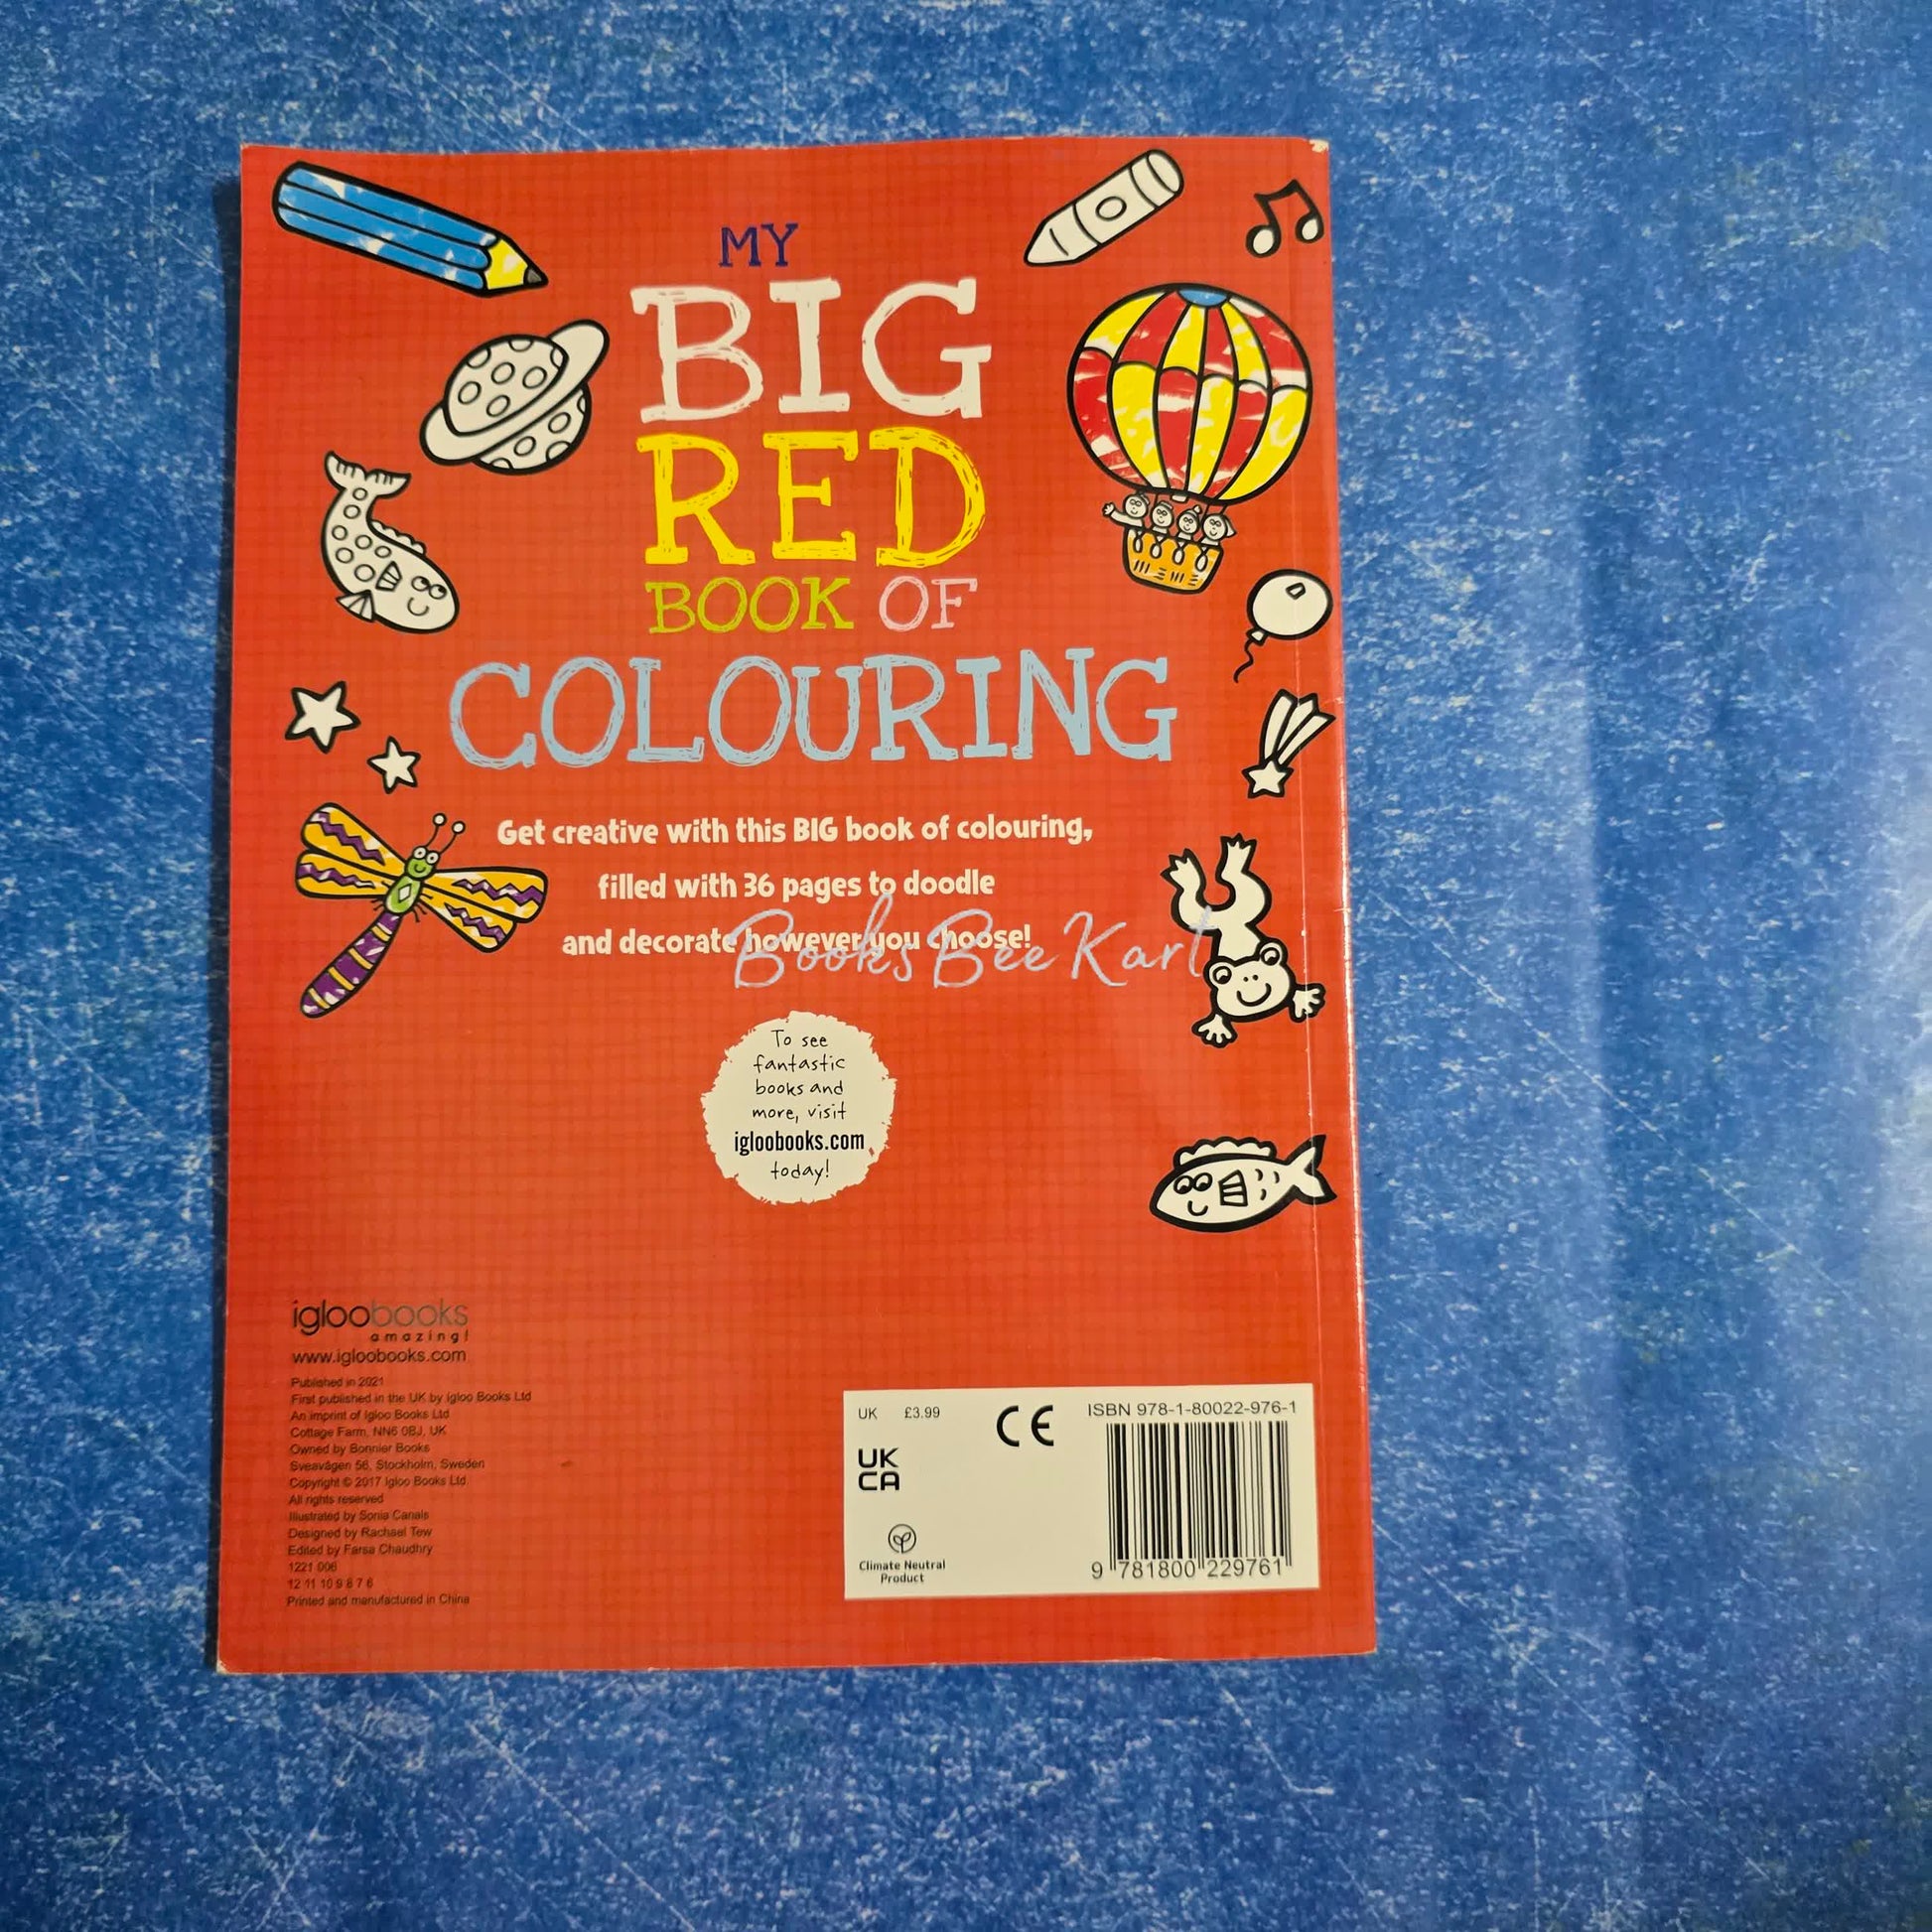 MY
BIG
RED
BOOK OF
COLOURING
Get creative with this BIG book of colouring,
filled with 36 pages to doodle
and decorate however you choose!
Books Bee Kart
To see
fantastic
books and
more, visit
igloobooks.com
today!
igloobooks
amazing!
www.igloobooks.com
Published in 2021
First published in the UK by Igloo Books Ltd
An imprint of Igloo Books Ltd
Cottage Farm, NN6 0BJ, UK
Owned by Bonnier Books
Sveavägen 56, Stockholm, Sweden
Copyright © 2017 Igloo Books Ltd
All rights reserved
Illustrated by Sonia Canals
Designed by Rachael Tew
Edited by Farsa Chaudhry
1221 006
12 11 10 9 8 7 6
Printed and manufactured in China
UK £3.99
CE
ISBN 978-1-80022-976-1
UK
CA
Climate Neutral
Product
9 781800 229761